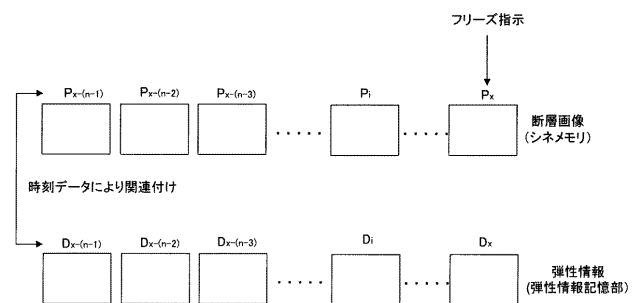 フリーズ指示
Px-(n-1) Px-(n-2) Px-(n-3) Pi Px
断層画像
(シネメモリ)
時刻データにより関連付け
Dx-(n-1) Dx-(n-2) Dx-(n-3) Di Dx
弾性情報
(弾性情報記憶部)